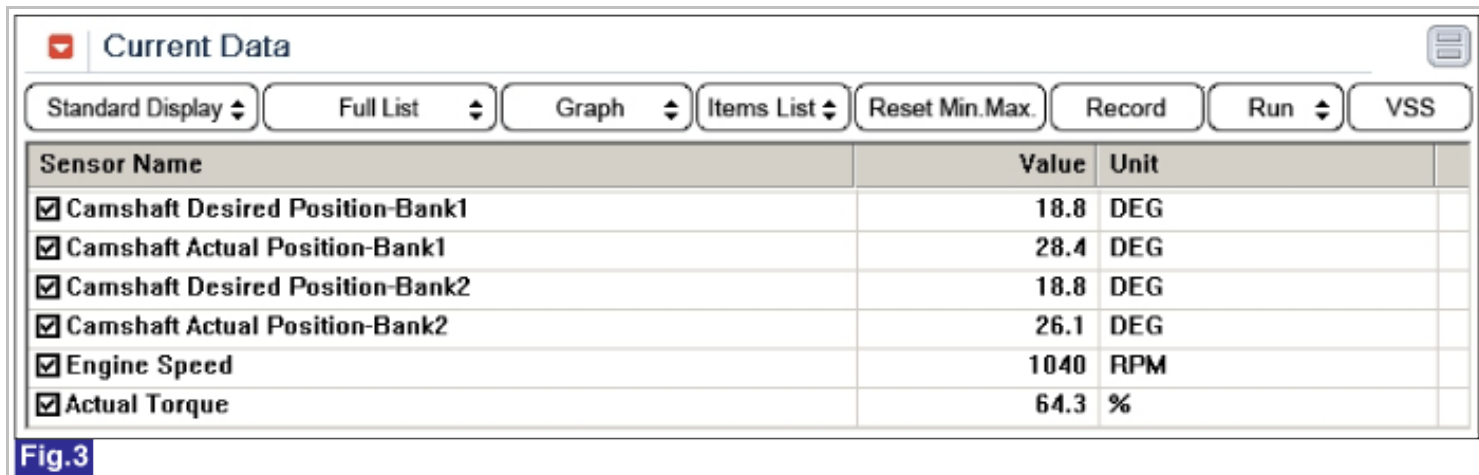 Current Data
Standard Display Full List Graph Items List Reset Min.Max. Record Run VSS
Sensor Name Value Unit
Camshaft Desired Position-Bank1 18.8 DEG
Camshaft Actual Position-Bank1 28.4 DEG
Camshaft Desired Position-Bank2 18.8 DEG
Camshaft Actual Position-Bank2 26.1 DEG
Engine Speed 1040 RPM
Actual Torque 64.3 %
Fig.3